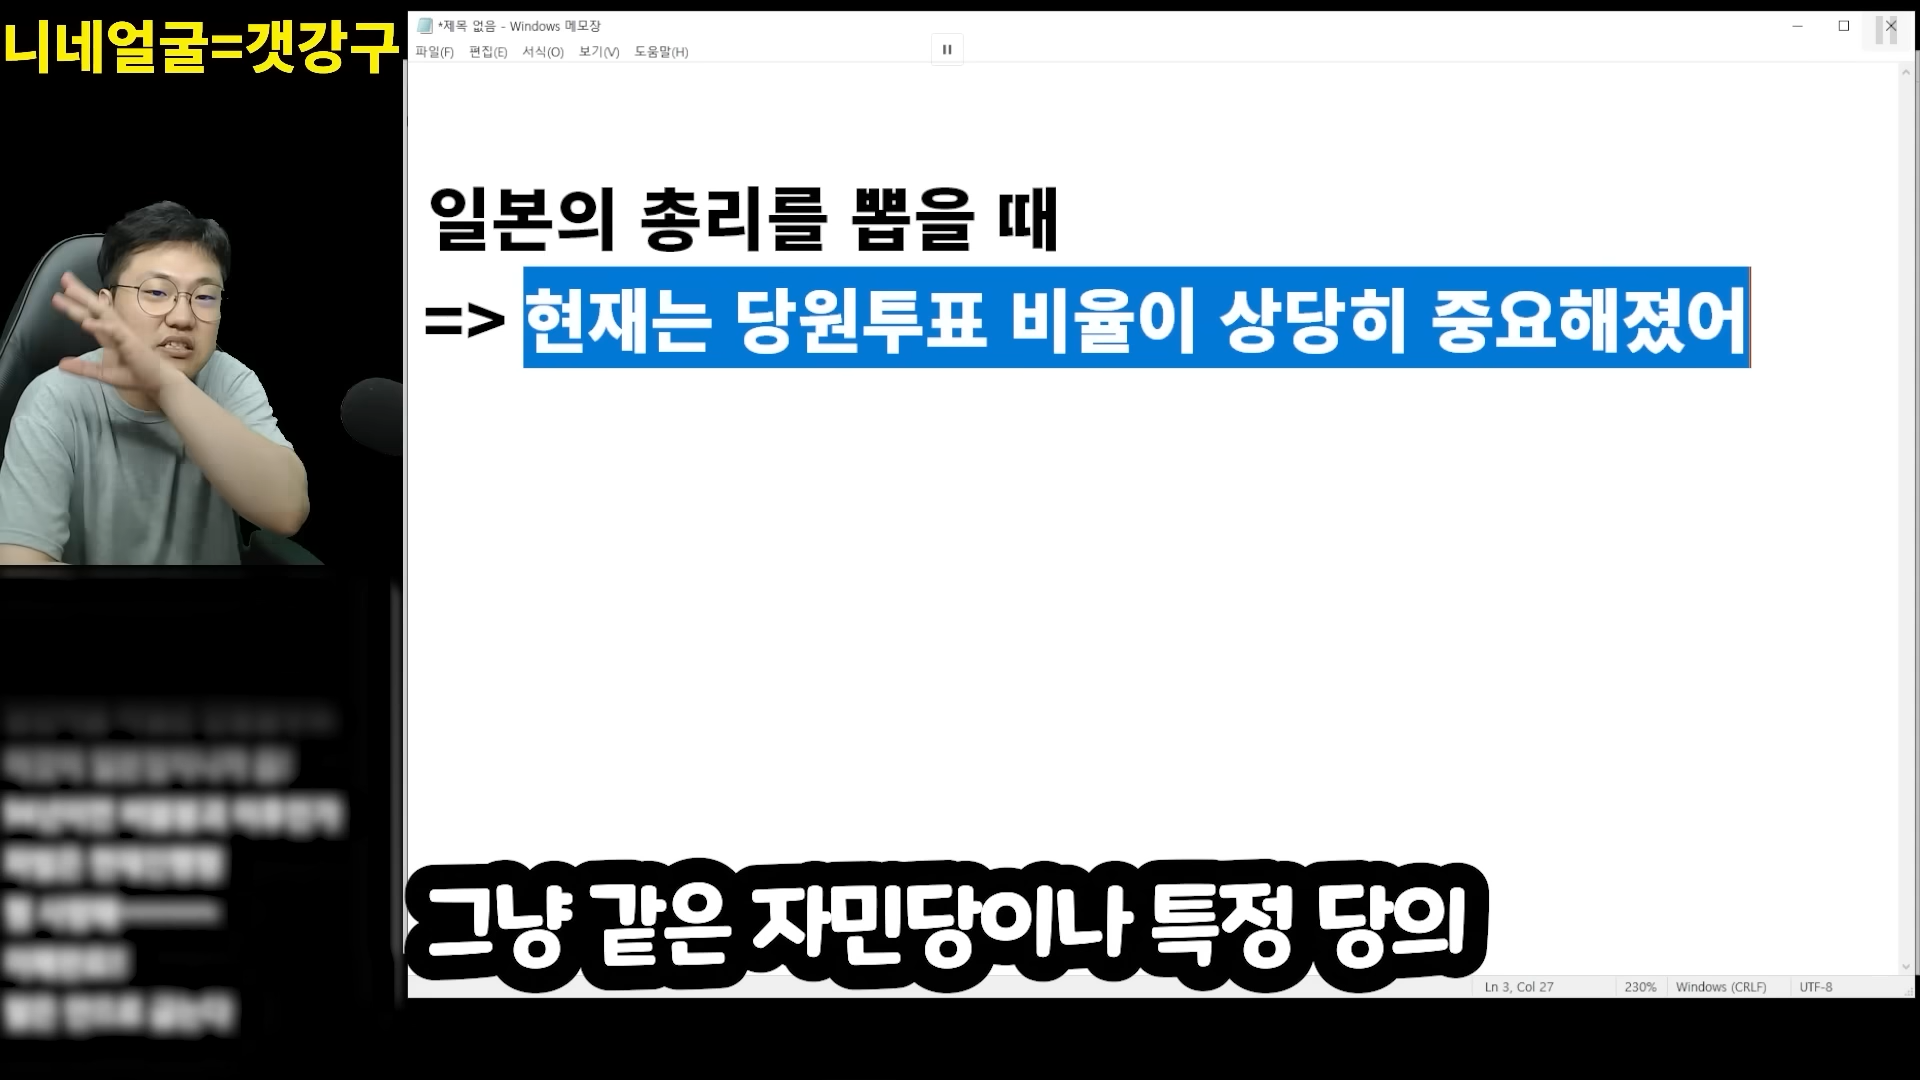 니네얼굴=갯강구
*제목 없음 - Windows 메모장
파일(F) 편집(E) 서식(O) 보기(V) 도움말(H)
일본의 총리를 뽑을 때
=> 현재는 당원투표 비율이 상당히 중요해졌어
그냥 같은 자민당이나 특정 당의
Ln 3, Col 27 230% Windows (CRLF) UTF-8